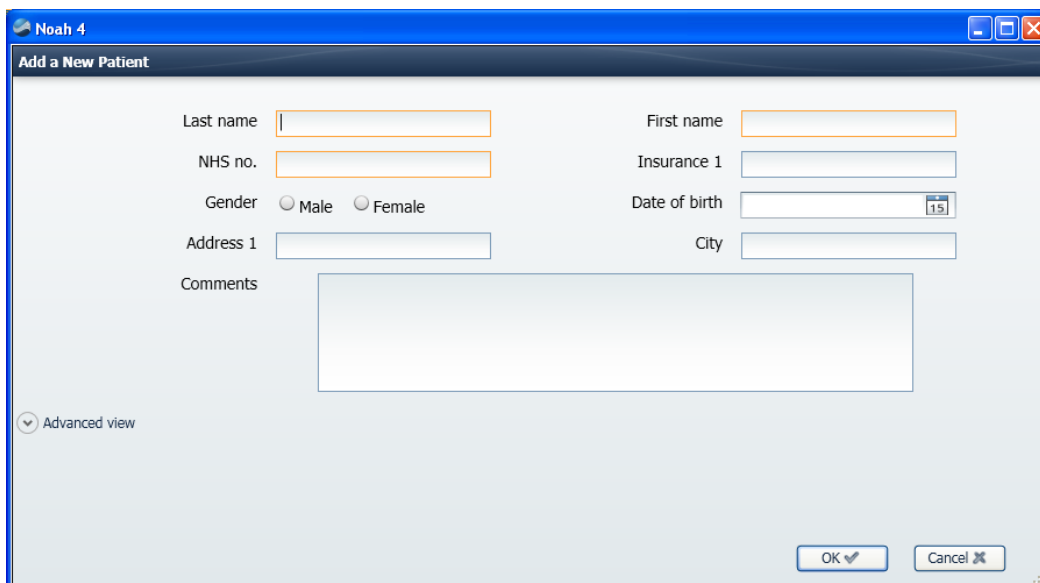 Noah 4
Add a New Patient
Last name First name
NHS no. Insurance 1
Gender Male Female Date of birth 15
Address 1 City
Comments
Advanced view
OK Cancel